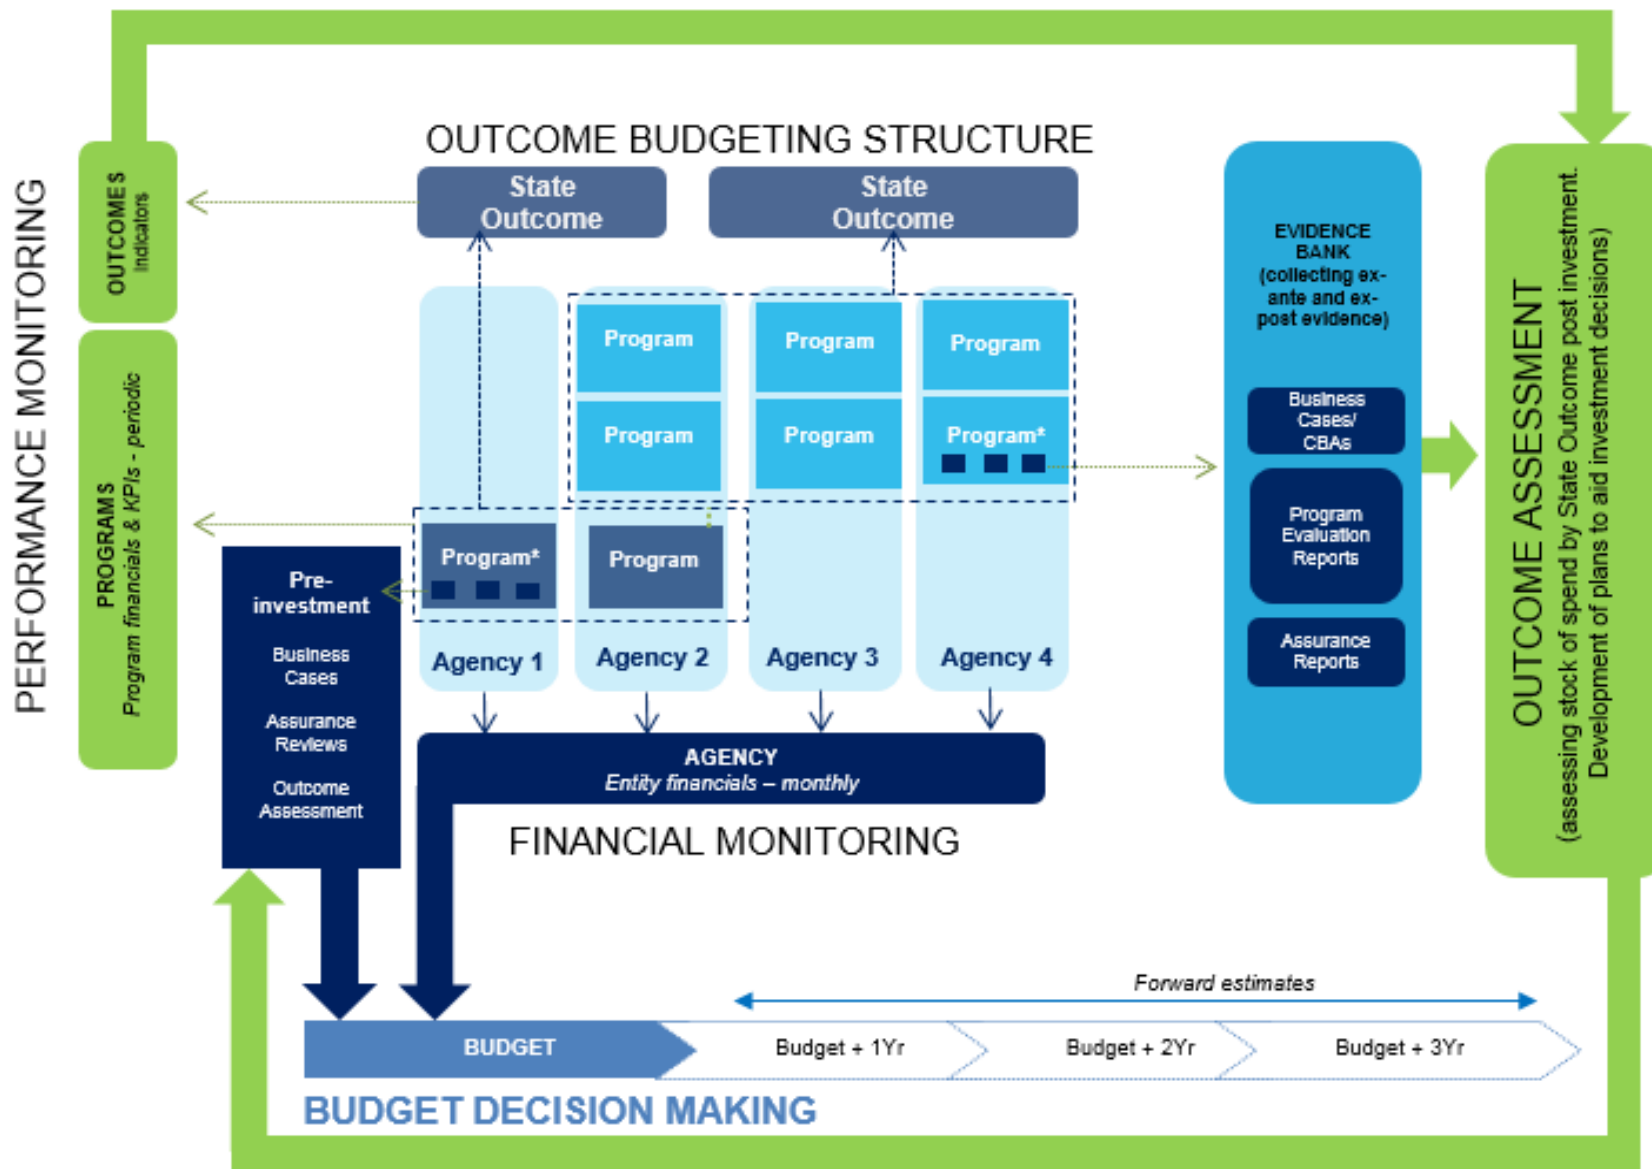 OUTCOME BUDGETING STRUCTURE
PERFORMANCE MONITORING
OUTCOMES
Indicators
PROGRAMS
Program financials & KPIs - periodic
State
Outcome
State
Outcome
Program
Program
Program
Program
Program
Program*
Program*
Program
Agency 1
Agency 2
Agency 3
Agency 4
Pre-
investment
Business
Cases
Assurance
Reviews
Outcome
Assessment
AGENCY
Entity financials – monthly
FINANCIAL MONITORING
EVIDENCE
BANK
(collecting ex-
ante and ex-
post evidence)
Business
Cases/
CBAs
Program
Evaluation
Reports
Assurance
Reports
OUTCOME ASSESSMENT
(assessing stock of spend by State Outcome post investment.
Development of plans to aid investment decisions)
Forward estimates
BUDGET
Budget + 1Yr
Budget + 2Yr
Budget + 3Yr
BUDGET DECISION MAKING